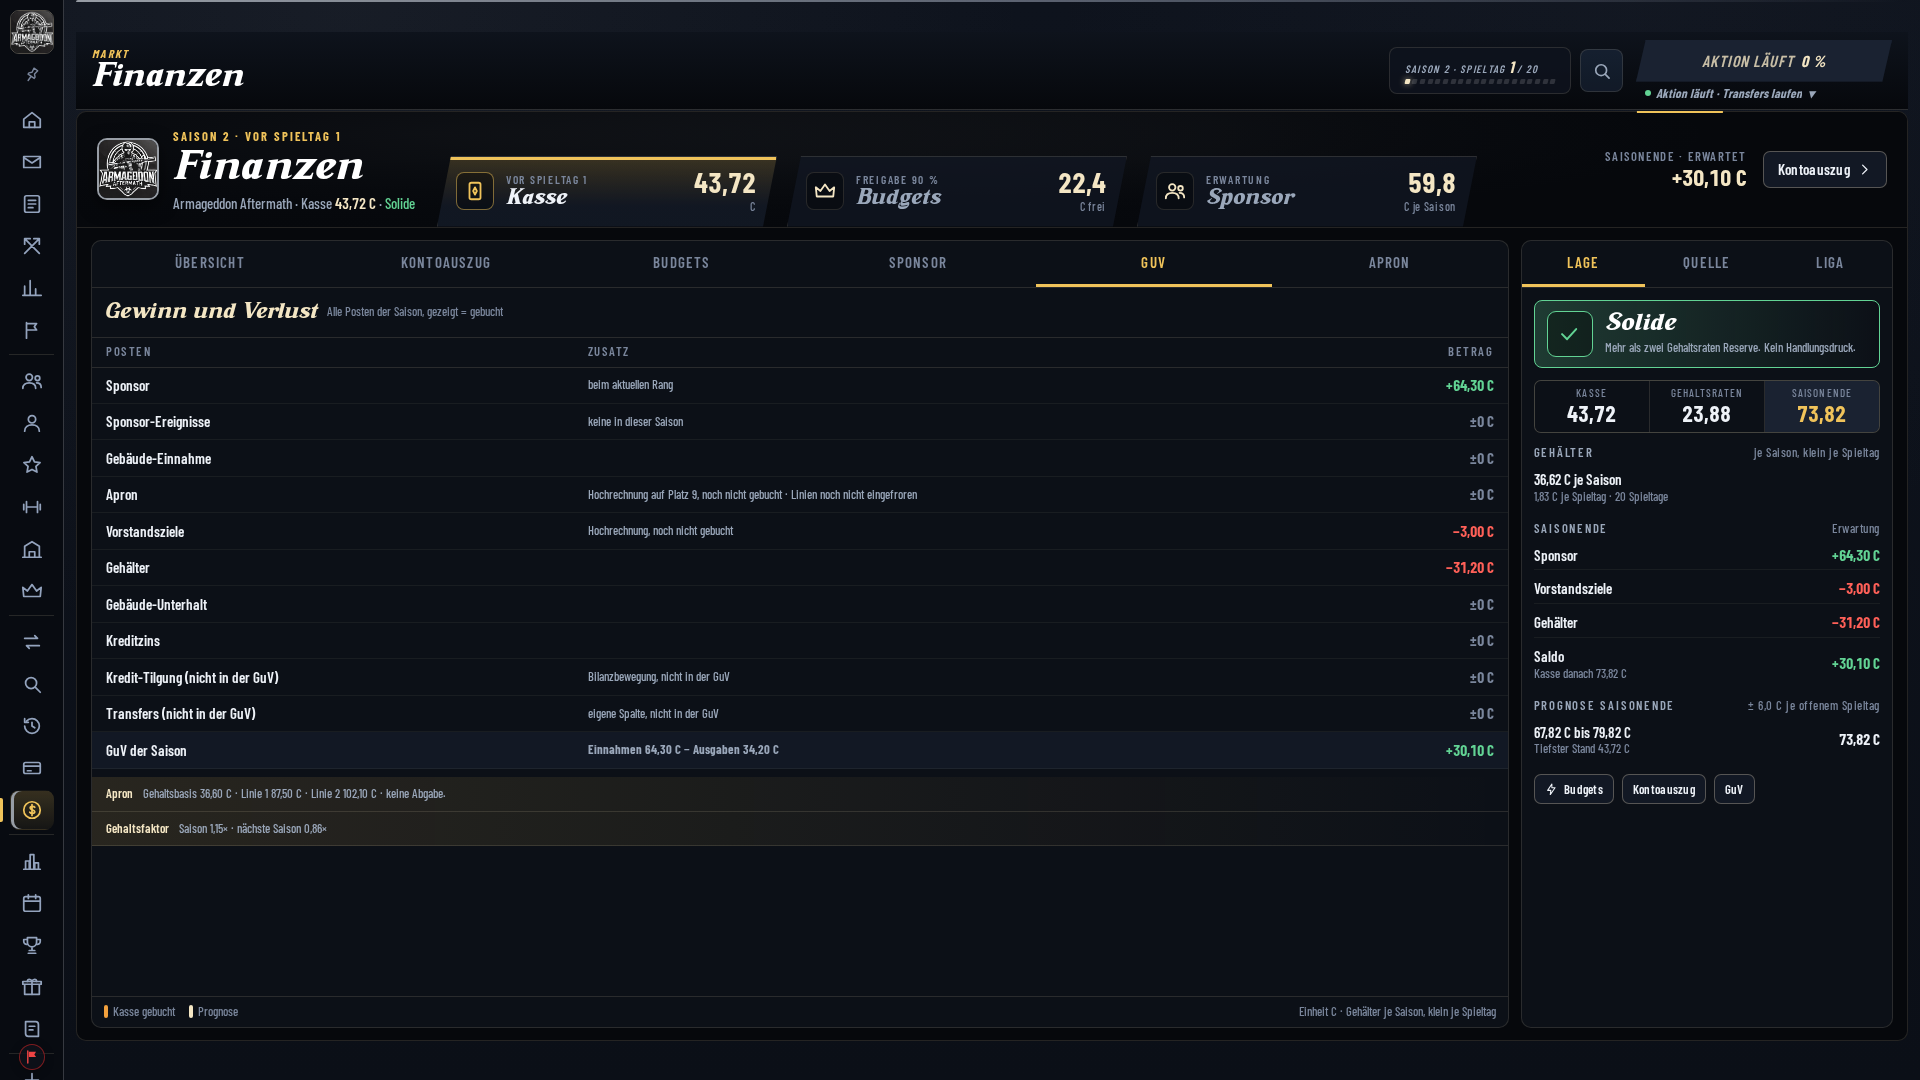 MARKT
Finanzen
SAISON 2 · SPIELTAG 1 / 20
AKTION LÄUFT 0 %
Aktion läuft · Transfers laufen ▼
ARMAGEDDON
AFTERMATH
SAISON 2 · VOR SPIELTAG 1
Finanzen
Armageddon Aftermath · Kasse 43,72 C · Solide
VOR SPIELTAG 1
Kasse
43,72
C
FREIGABE 90 %
Budgets
22,4
C frei
ERWARTUNG
Sponsor
59,8
C je Saison
SAISONENDE · ERWARTET
+30,10 C
Kontoauszug
ÜBERSICHT KONTOAUSZUG BUDGETS SPONSOR GUV APRON
Gewinn und Verlust Alle Posten der Saison, gezeigt = gebucht
POSTEN ZUSATZ BETRAG
Sponsor beim aktuellen Rang +64,30 C
Sponsor-Ereignisse keine in dieser Saison ±0 C
Gebäude-Einnahme ±0 C
Apron Hochrechnung auf Platz 9, noch nicht gebucht · Linien noch nicht eingefroren ±0 C
Vorstandsziele Hochrechnung, noch nicht gebucht −3,00 C
Gehälter −31,20 C
Gebäude-Unterhalt ±0 C
Kreditzins ±0 C
Kredit-Tilgung (nicht in der GuV) Bilanzbewegung, nicht in der GuV ±0 C
Transfers (nicht in der GuV) eigene Spalte, nicht in der GuV ±0 C
GuV der Saison Einnahmen 64,30 C − Ausgaben 34,20 C +30,10 C
Apron Gehaltsbasis 36,60 C · Linie 1 87,50 C · Linie 2 102,10 C · keine Abgabe.
Gehaltsfaktor Saison 1,15× · nächste Saison 0,86×
Kasse gebucht Prognose
Einheit C · Gehälter je Saison, klein je Spieltag
LAGE QUELLE LIGA
Solide
Mehr als zwei Gehaltsraten Reserve. Kein Handlungsdruck.
KASSE GEHALTSRATEN SAISONENDE
43,72 23,88 73,82
GEHÄLTER je Saison, klein je Spieltag
36,62 C je Saison
1,83 C je Spieltag · 20 Spieltage
SAISONENDE Erwartung
Sponsor +64,30 C
Vorstandsziele −3,00 C
Gehälter −31,20 C
Saldo +30,10 C
Kasse danach 73,82 C
PROGNOSE SAISONENDE ± 6,0 C je offenem Spieltag
67,82 C bis 79,82 C 73,82 C
Tiefster Stand 43,72 C
Budgets Kontoauszug GuV